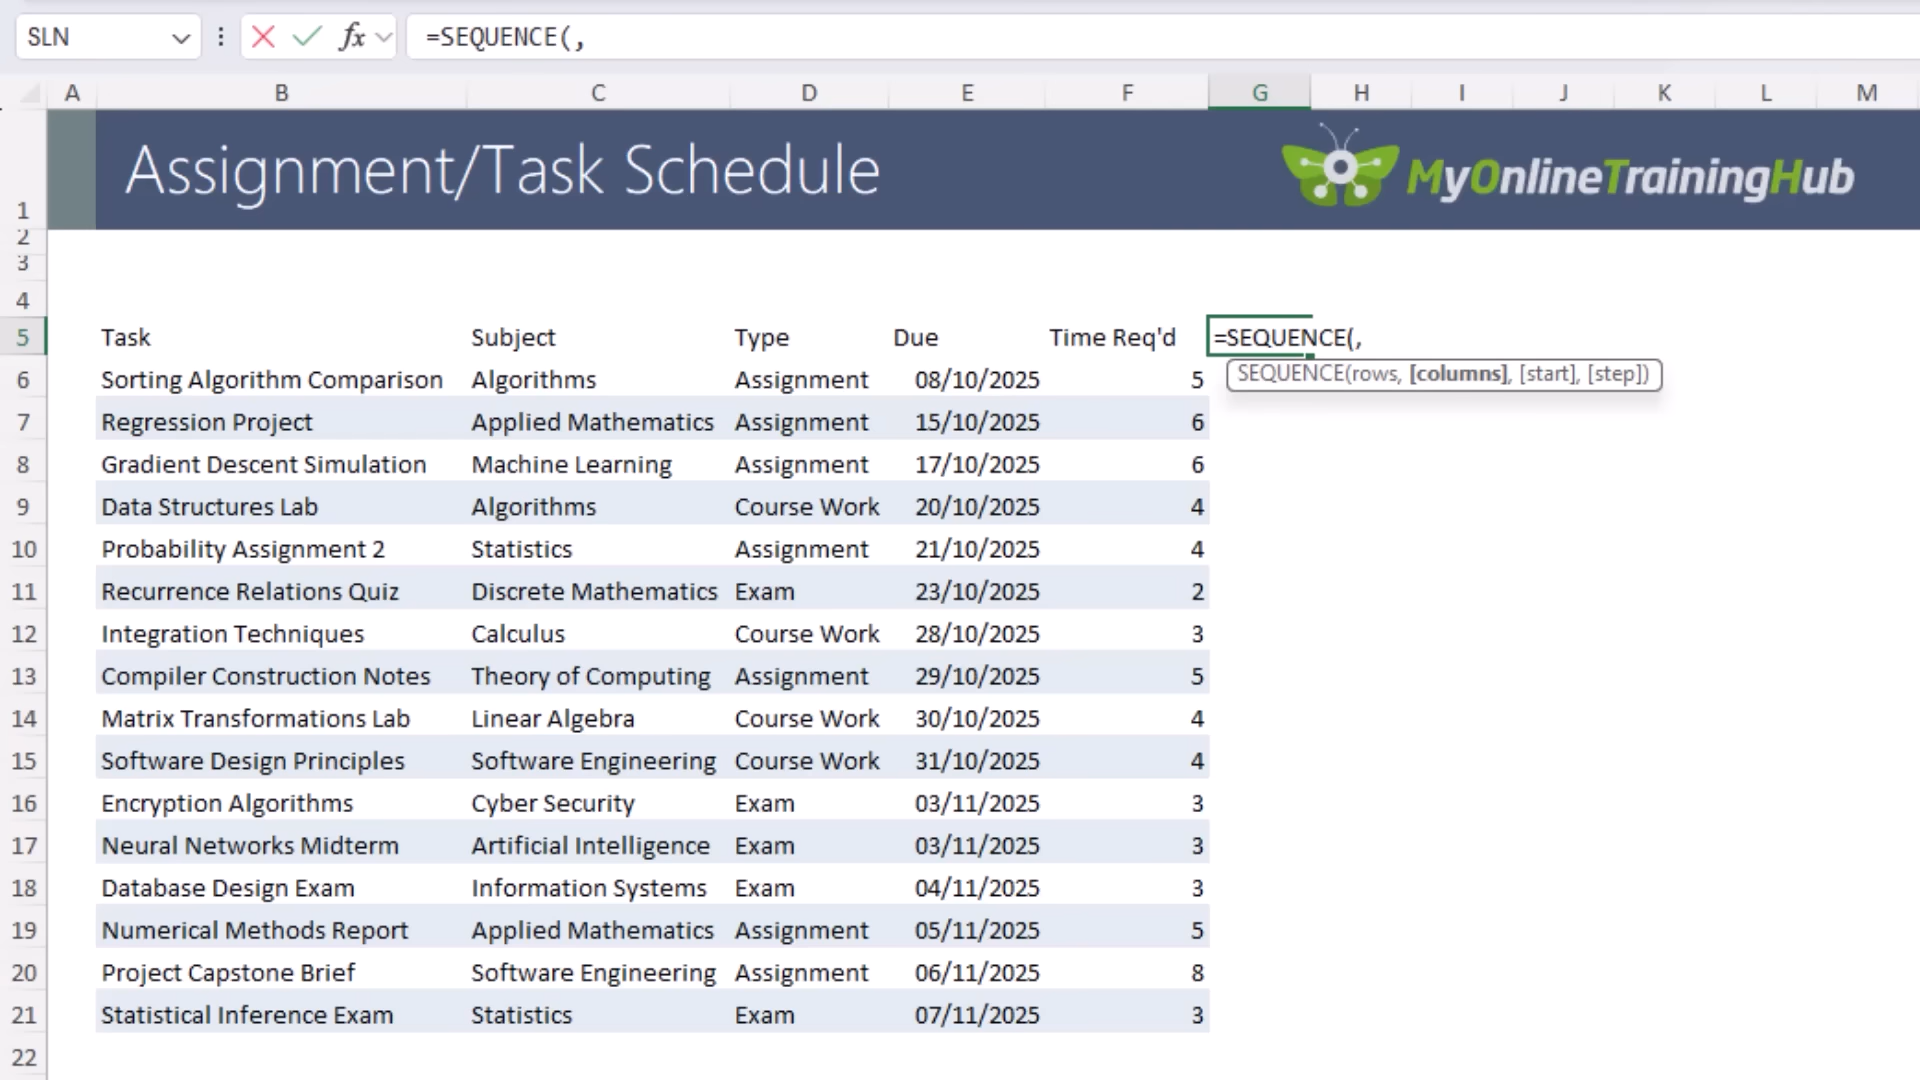 SLN fx =SEQUENCE(,
A B C D E F G H I J K L M
1 Assignment/Task Schedule MyOnlineTrainingHub
2
3
4
5 Task Subject Type Due Time Req'd =SEQUENCE(,
SEQUENCE(rows, [columns], [start], [step])
6 Sorting Algorithm Comparison Algorithms Assignment 08/10/2025 5
7 Regression Project Applied Mathematics Assignment 15/10/2025 6
8 Gradient Descent Simulation Machine Learning Assignment 17/10/2025 6
9 Data Structures Lab Algorithms Course Work 20/10/2025 4
10 Probability Assignment 2 Statistics Assignment 21/10/2025 4
11 Recurrence Relations Quiz Discrete Mathematics Exam 23/10/2025 2
12 Integration Techniques Calculus Course Work 28/10/2025 3
13 Compiler Construction Notes Theory of Computing Assignment 29/10/2025 5
14 Matrix Transformations Lab Linear Algebra Course Work 30/10/2025 4
15 Software Design Principles Software Engineering Course Work 31/10/2025 4
16 Encryption Algorithms Cyber Security Exam 03/11/2025 3
17 Neural Networks Midterm Artificial Intelligence Exam 03/11/2025 3
18 Database Design Exam Information Systems Exam 04/11/2025 3
19 Numerical Methods Report Applied Mathematics Assignment 05/11/2025 5
20 Project Capstone Brief Software Engineering Assignment 06/11/2025 8
21 Statistical Inference Exam Statistics Exam 07/11/2025 3
22